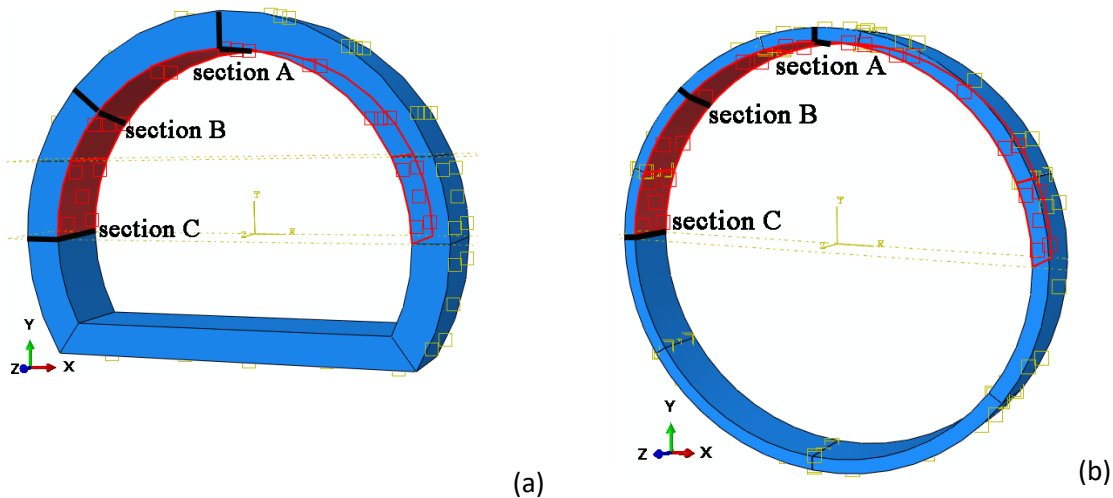 section A
section B
section C
Y
Z X
(a)
section A
section B
section C
Y
Z X
(b)